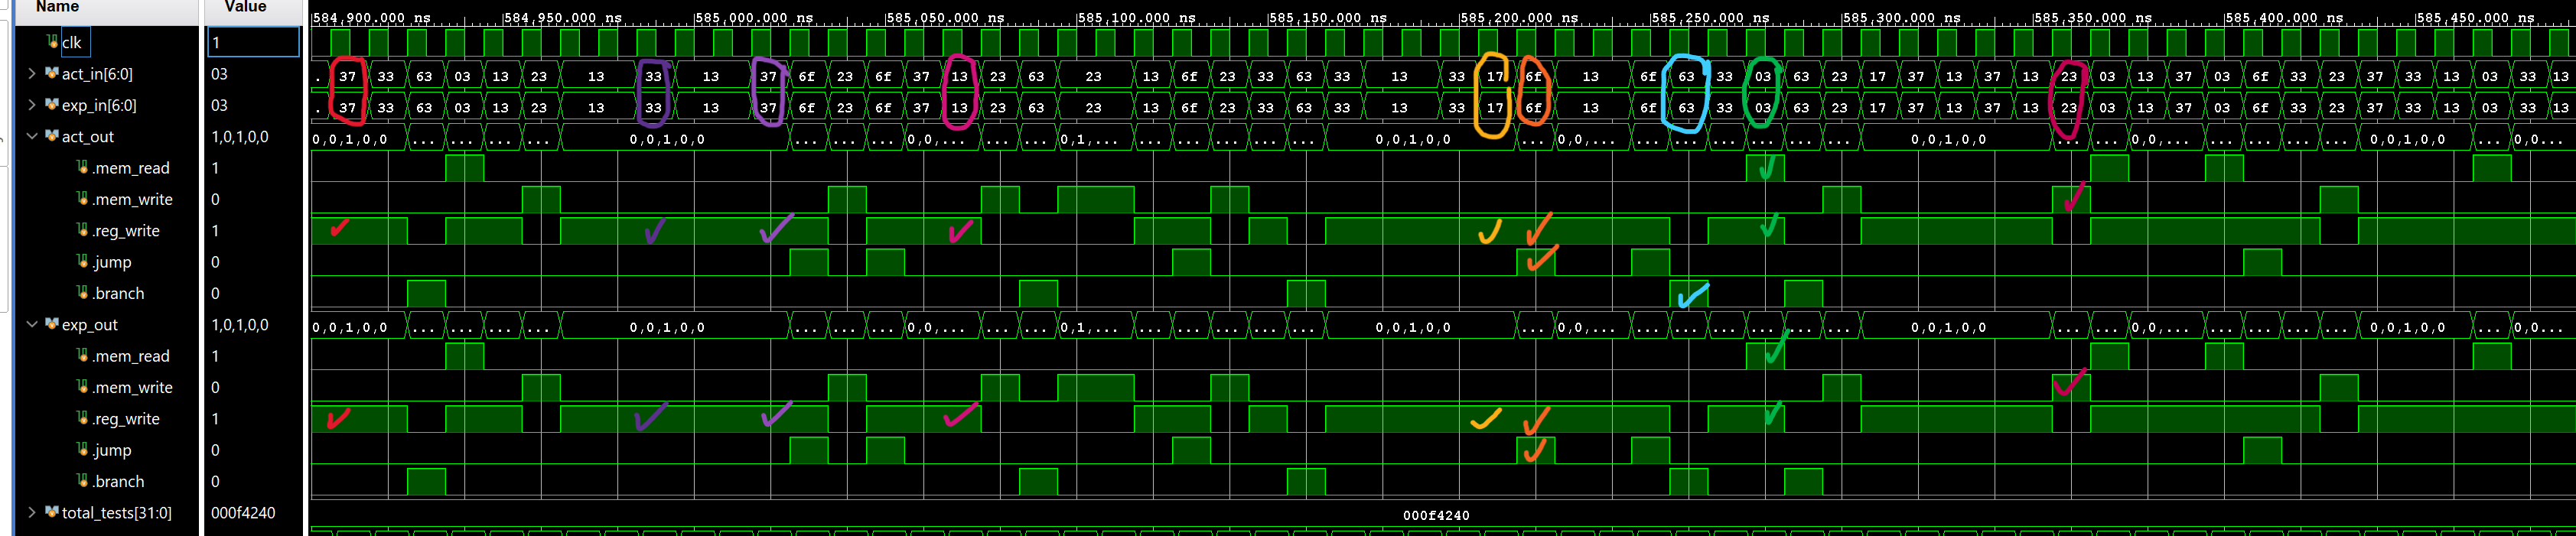 Name Value 584,900.000 ns 584,950.000 ns 585,000.000 ns 585,050.000 ns 585,100.000 ns 585,150.000 ns 585,200.000 ns 585,250.000 ns 585,300.000 ns 585,350.000 ns 585,400.000 ns 585,450.000 ns
clk 1
act_in[6:0] 03 . 37 33 63 03 13 23 13 33 13 37 6f 23 6f 37 13 23 63 23 13 6f 23 33 63 33 13 33 17 6f 13 6f 63 33 03 63 23 17 37 13 37 13 23 03 13 37 03 6f 33 23 37 33 13 03 33 13
exp_in[6:0] 03 . 37 33 63 03 13 23 13 33 13 37 6f 23 6f 37 13 23 63 23 13 6f 23 33 63 33 13 33 17 6f 13 6f 63 33 03 63 23 17 37 13 37 13 23 03 13 37 03 6f 33 23 37 33 13 03 33 13
act_out 1,0,1,0,0 0,0,1,0,0 ... ... ... ... 0,0,1,0,0 ... ... ... 0,0,... ... ... 0,1,... ... ... ... ... ... 0,0,1,0,0 ... 0,0,... ... ... ... ... ... ... 0,0,1,0,0 ... ... 0,0,... ... ... ... ... 0,0,1,0,0 ... 0,0...
.mem_read 1
.mem_write 0
.reg_write 1
.jump 0
.branch 0
exp_out 1,0,1,0,0 0,0,1,0,0 ... ... ... ... 0,0,1,0,0 ... ... ... 0,0,... ... ... 0,1,... ... ... ... ... ... 0,0,1,0,0 ... 0,0,... ... ... ... ... ... ... 0,0,1,0,0 ... ... 0,0,... ... ... ... ... 0,0,1,0,0 ... 0,0...
.mem_read 1
.mem_write 0
.reg_write 1
.jump 0
.branch 0
total_tests[31:0] 000f4240 000f4240